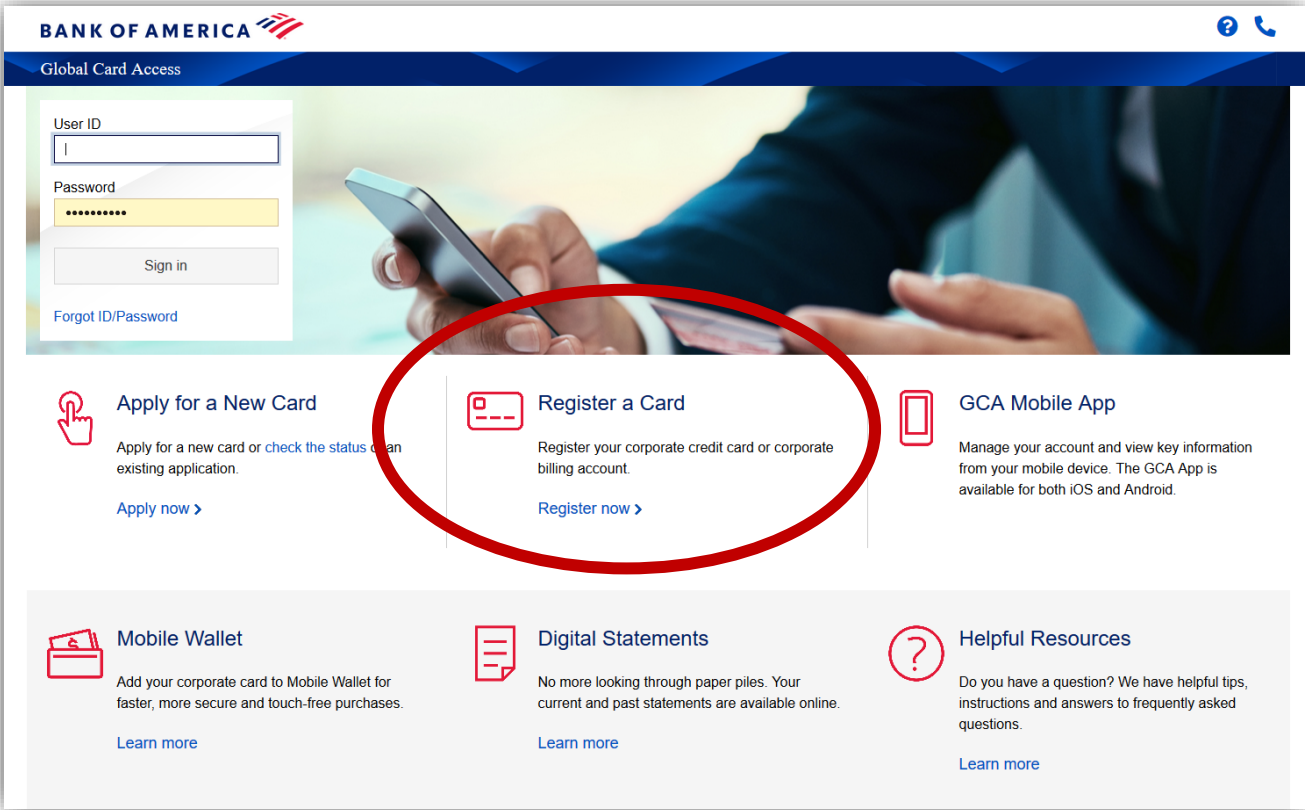 BANK OF AMERICA
Global Card Access
User ID
Password
Sign in
Forgot ID/Password
Apply for a New Card
Apply for a new card or check the status an
existing application.
Apply now
Register a Card
Register your corporate credit card or corporate
billing account.
Register now
GCA Mobile App
Manage your account and view key information
from your mobile device. The GCA App is
available for both iOS and Android.
Mobile Wallet
Add your corporate card to Mobile Wallet for
faster, more secure and touch-free purchases.
Learn more
Digital Statements
No more looking through paper piles. Your
current and past statements are available online.
Learn more
Helpful Resources
Do you have a question? We have helpful tips,
instructions and answers to frequently asked
questions.
Learn more